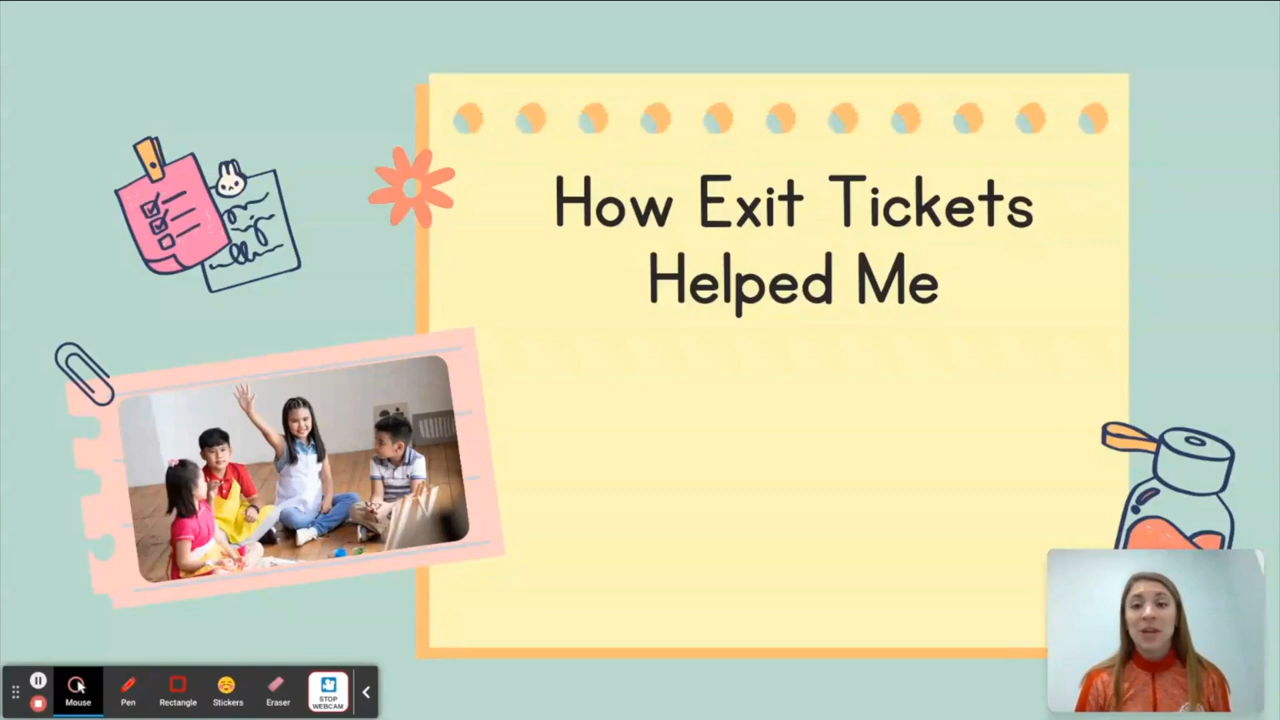 How Exit Tickets
Helped Me
Mouse
Pen
Rectangle
Stickers
Eraser
STOP
WEBCAM